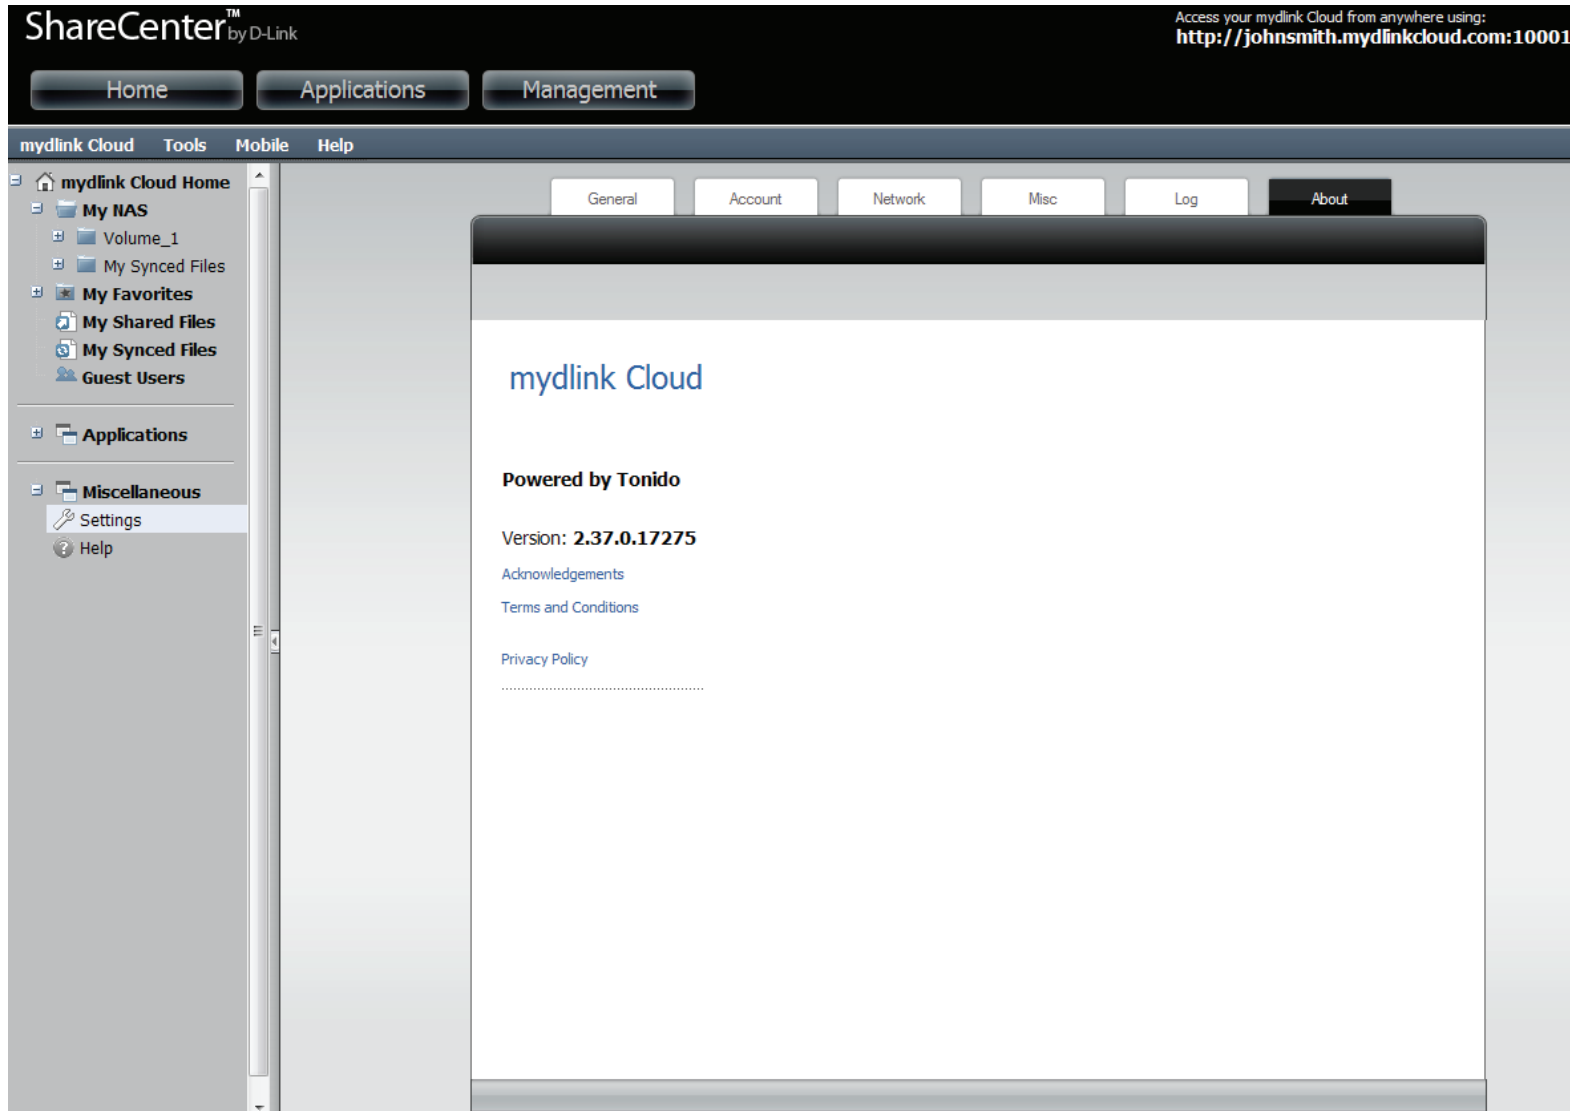 ShareCenter™ by D-Link
Access your mydlink Cloud from anywhere using:
http://johnsmith.mydlinkcloud.com:10001
Home Applications Management
mydlink Cloud Tools Mobile Help
mydlink Cloud Home
My NAS
Volume_1
My Synced Files
My Favorites
My Shared Files
My Synced Files
Guest Users
Applications
Miscellaneous
Settings
Help
General Account Network Misc Log About
mydlink Cloud
Powered by Tonido
Version: 2.37.0.17275
Acknowledgements
Terms and Conditions
Privacy Policy